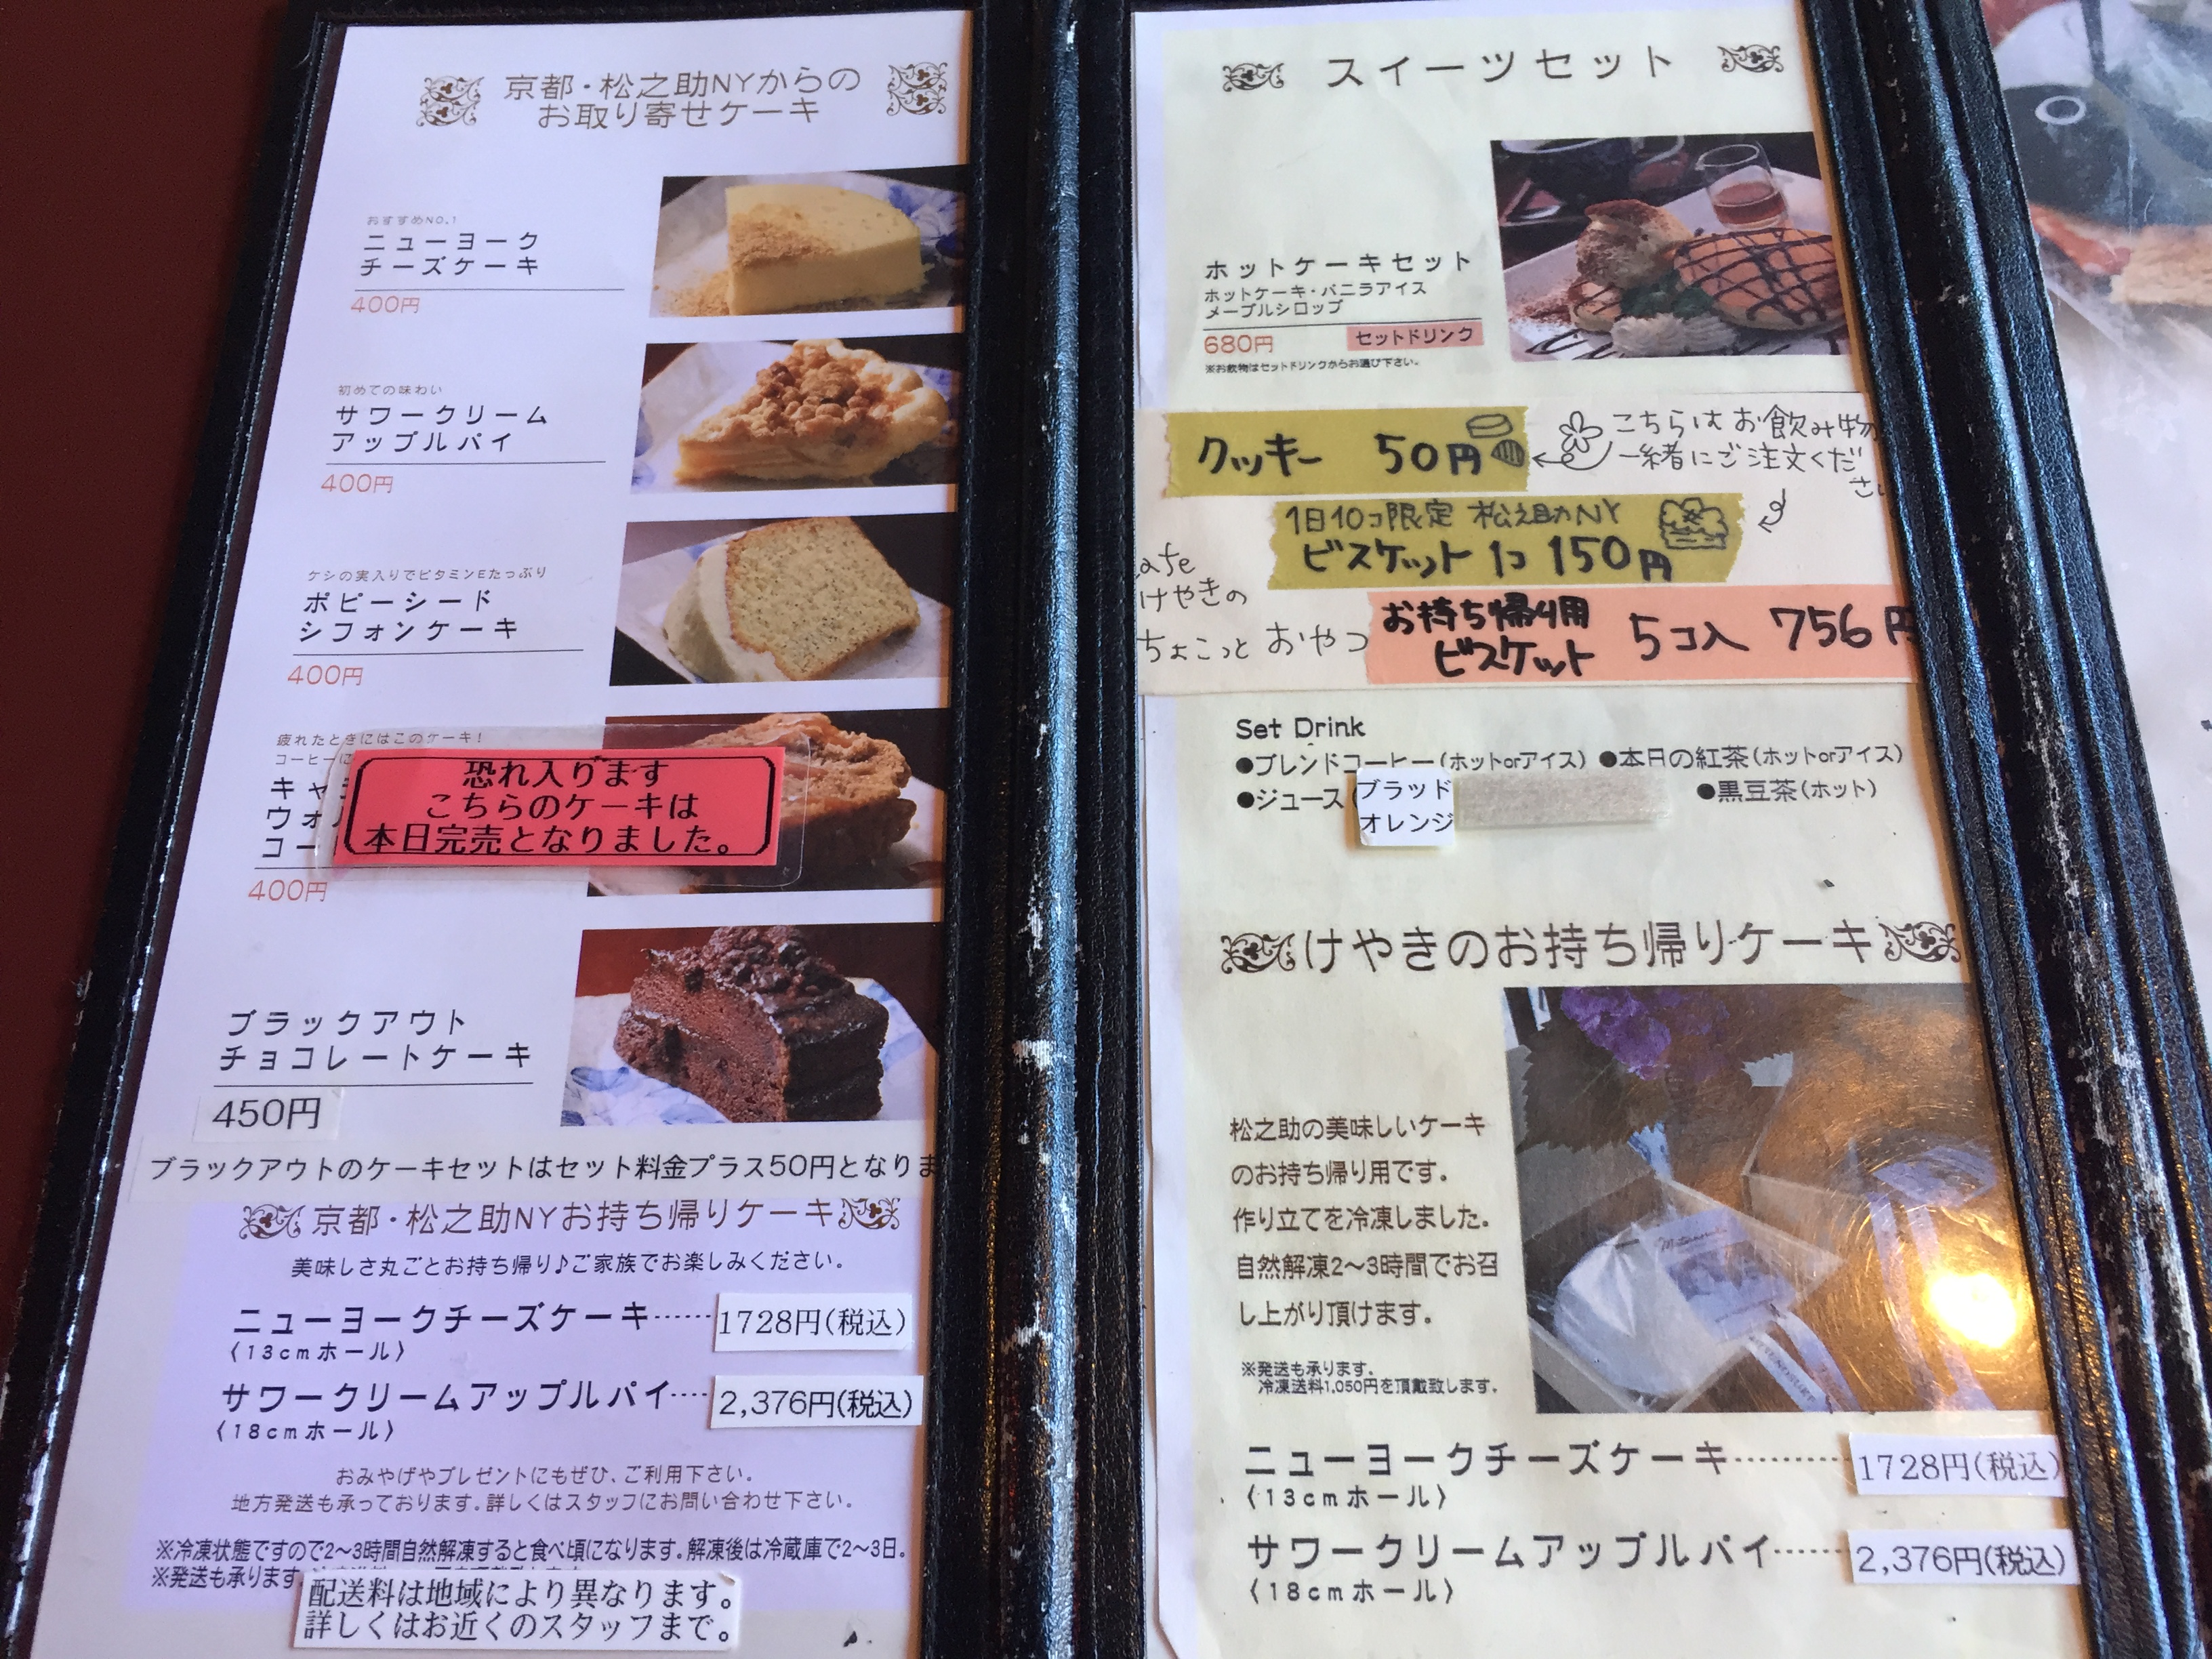 京都・松之助NYからの
お取り寄せケーキ
おすすめNO.1
ニューヨーク
チーズケーキ
400円
初めての味わい
サワークリーム
アップルパイ
400円
ケシの実入りでビタミンEたっぷり
ポピーシード
シフォンケーキ
400円
疲れたときにはこのケーキ!
コーヒーに
恐れ入ります
こちらのケーキは
本日完売となりました。
キャ
ウォ
コー
400円
ブラックアウト
チョコレートケーキ
450円
ブラックアウトのケーキセットはセット料金プラス50円となりま
京都・松之助NYお持ち帰りケーキ
美味しさ丸ごとお持ち帰り♪ご家族でお楽しみください。
ニューヨークチーズケーキ……1728円(税込)
〈13cmホール〉
サワークリームアップルパイ…・2,376円(税込)
〈18cmホール〉
おみやげやプレゼントにもぜひ、ご利用下さい。
地方発送も承っております。詳しくはスタッフにお問い合わせ下さい。
※冷凍状態ですので2〜3時間自然解凍すると食べ頃になります。解凍後は冷蔵庫で2〜3日。
※発送も承ります。
配送料は地域により異なります。
詳しくはお近くのスタッフまで。
スイーツセット
ホットケーキセット
ホットケーキ・バニラアイス
メープルシロップ
680円 セットドリンク
※お飲物はセットドリンクからお選び下さい。
クッキー 50円
こちらはお飲み物
一緒にご注文くだ
さい
1日10コ限定 松之助NY
ビスケット 1コ 150円
afe
けやきの
ちょこっと おやつ
お持ち帰り用
ビスケット 5コ入 756円
Set Drink
●ブレンドコーヒー(ホットorアイス) ●本日の紅茶(ホットorアイス)
●ジュース(ブラッド
オレンジ
●黒豆茶(ホット)
けやきのお持ち帰りケーキ
松之助の美味しいケーキ
のお持ち帰り用です。
作り立てを冷凍しました。
自然解凍2〜3時間でお召
し上がり頂けます。
※発送も承ります。
冷凍送料1,050円を頂戴致します。
ニューヨークチーズケーキ………1728円(税込)
〈13cmホール〉
サワークリームアップルパイ……2,376円(税込)
〈18cmホール〉